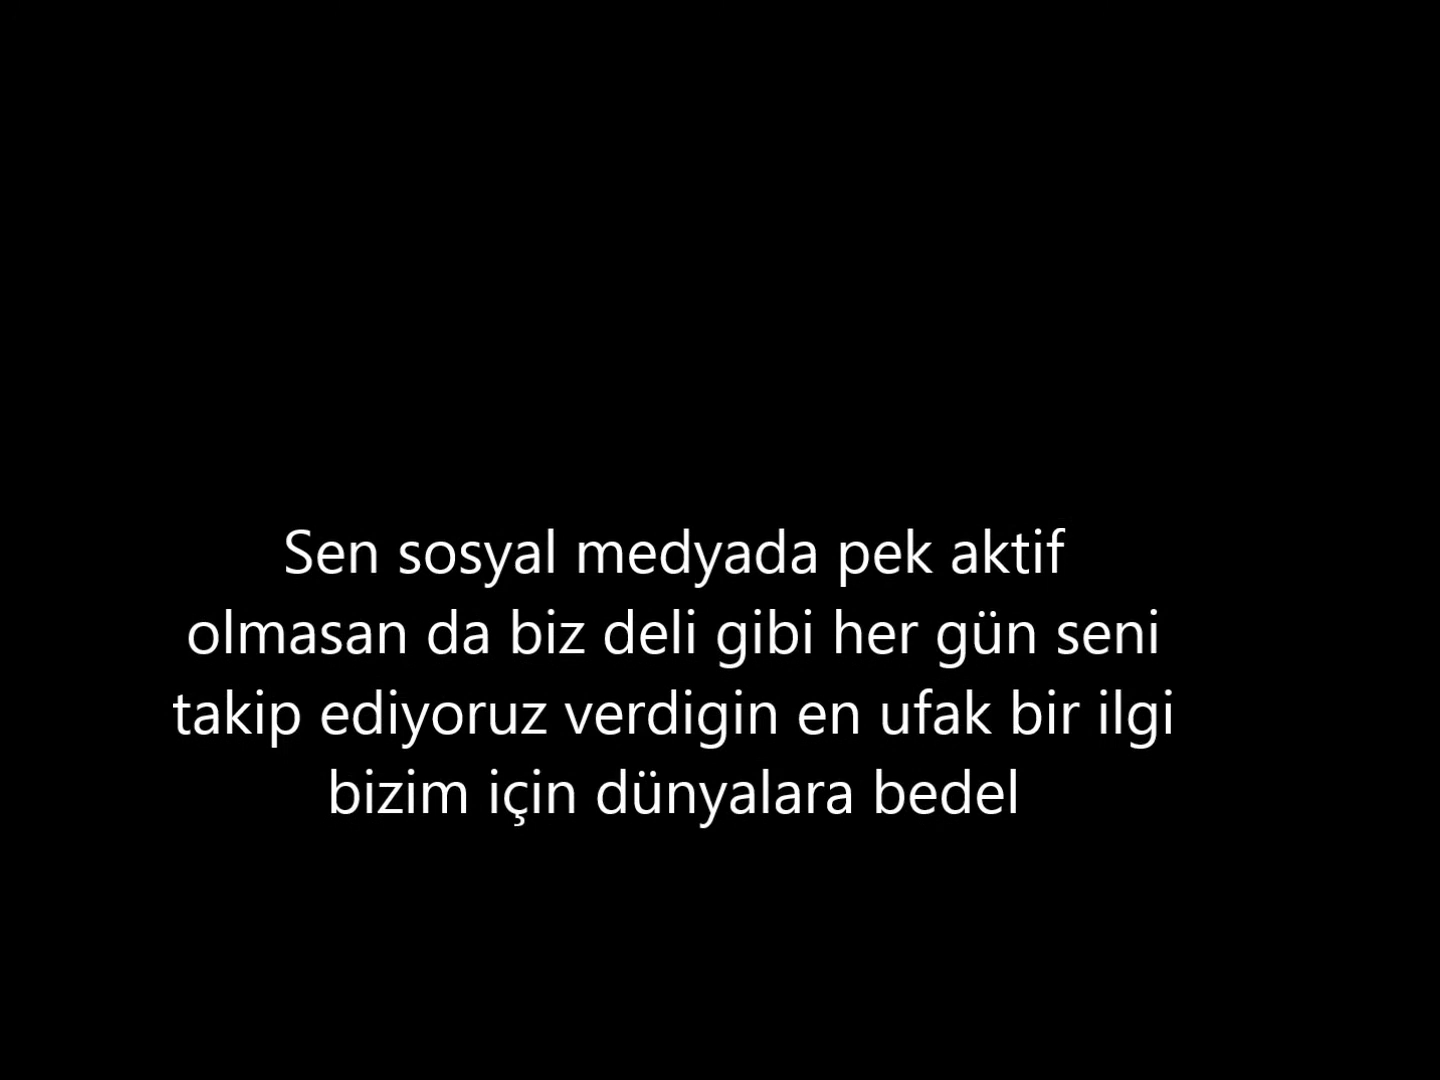 Sen sosyal medyada pek aktif
olmasan da biz deli gibi her gün seni
takip ediyoruz verdigin en ufak bir ilgi
bizim için dünyalara bedel